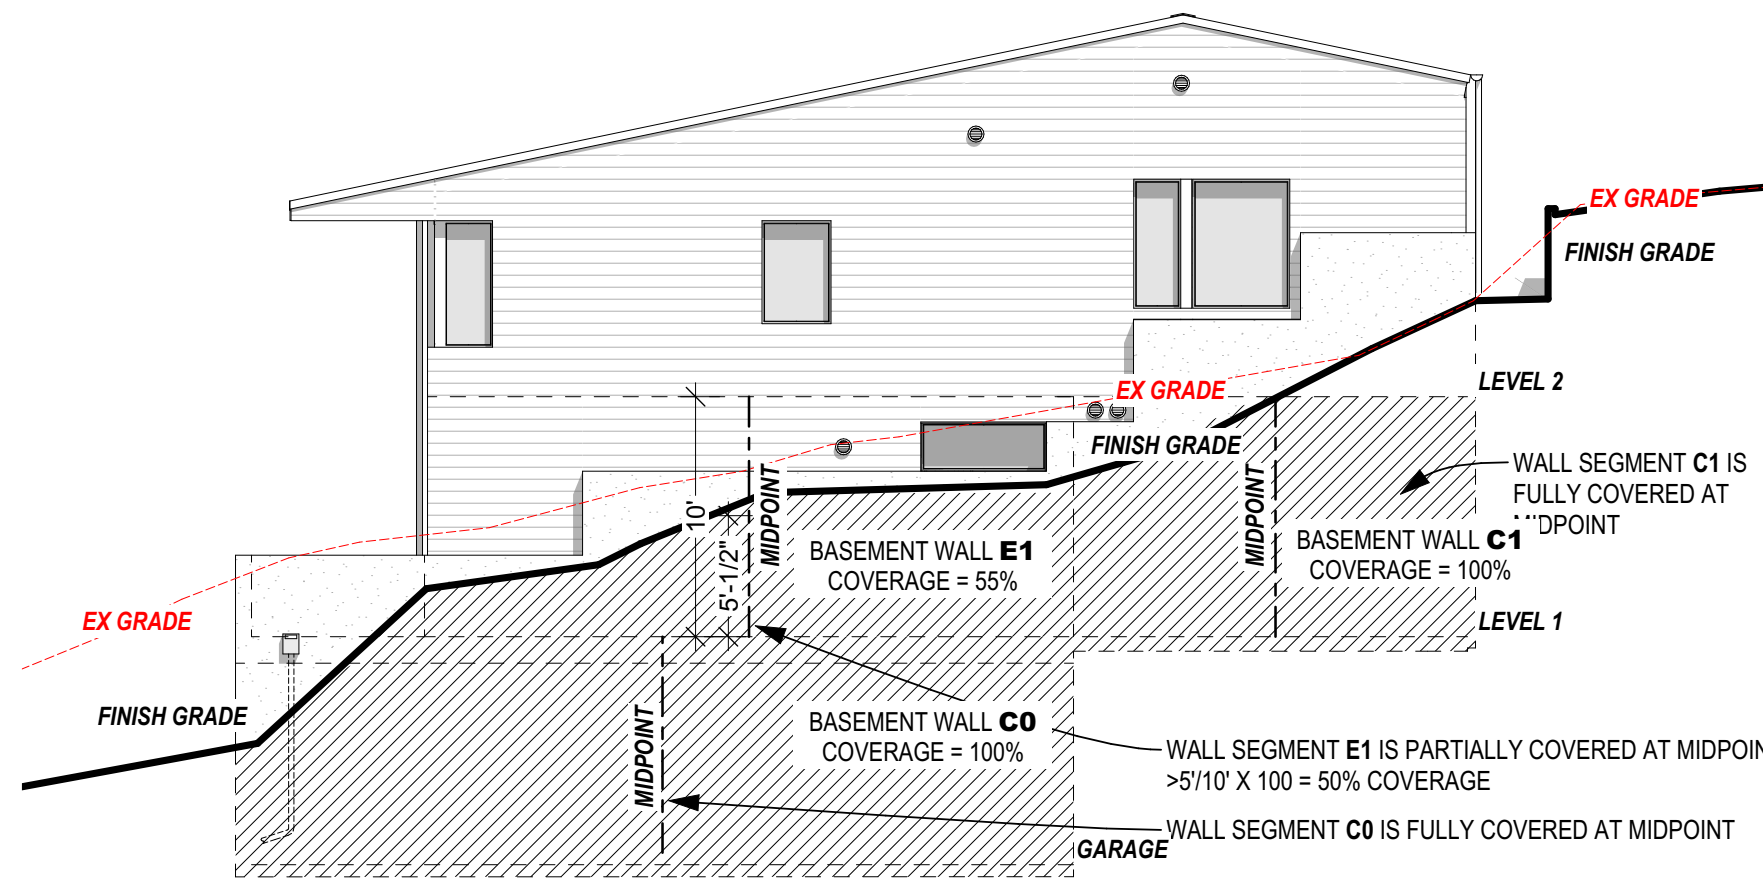 EX GRADE
FINISH GRADE
LEVEL 2
EX GRADE
FINISH GRADE
WALL SEGMENT C1 IS
FULLY COVERED AT
MIDPOINT
10'
5'-1/2"
MIDPOINT
BASEMENT WALL E1
COVERAGE = 55%
MIDPOINT
BASEMENT WALL C1
COVERAGE = 100%
EX GRADE
LEVEL 1
FINISH GRADE
MIDPOINT
BASEMENT WALL C0
COVERAGE = 100%
WALL SEGMENT E1 IS PARTIALLY COVERED AT MIDPOIN
>5'/10' X 100 = 50% COVERAGE
WALL SEGMENT C0 IS FULLY COVERED AT MIDPOINT
GARAGE